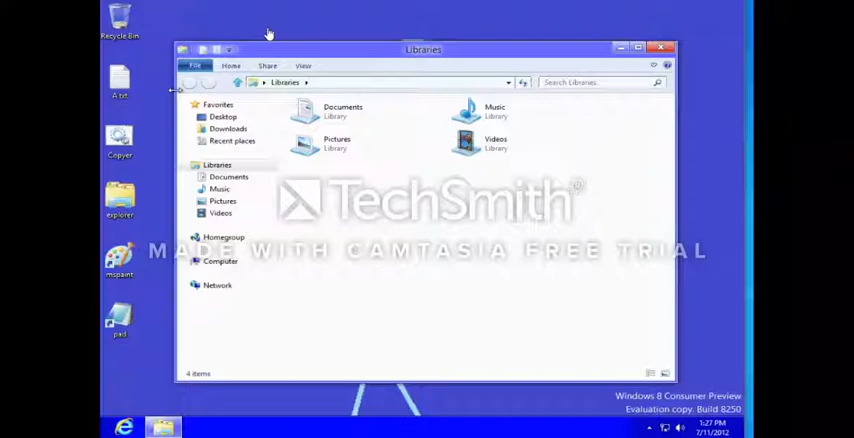 Recycle Bin
A.txt
Copyer
explorer
mspaint
pad
Libraries
File Home Share View
Libraries
Search Libraries
Favorites
Desktop
Downloads
Recent places
Libraries
Documents
Music
Pictures
Videos
Homegroup
Computer
Network
Documents
Library
Music
Library
Pictures
Library
Videos
Library
4 items
TechSmith®
MADE WITH CAMTASIA FREE TRIAL
Windows 8 Consumer Preview
Evaluation copy. Build 8250
1:27 PM
7/11/2012